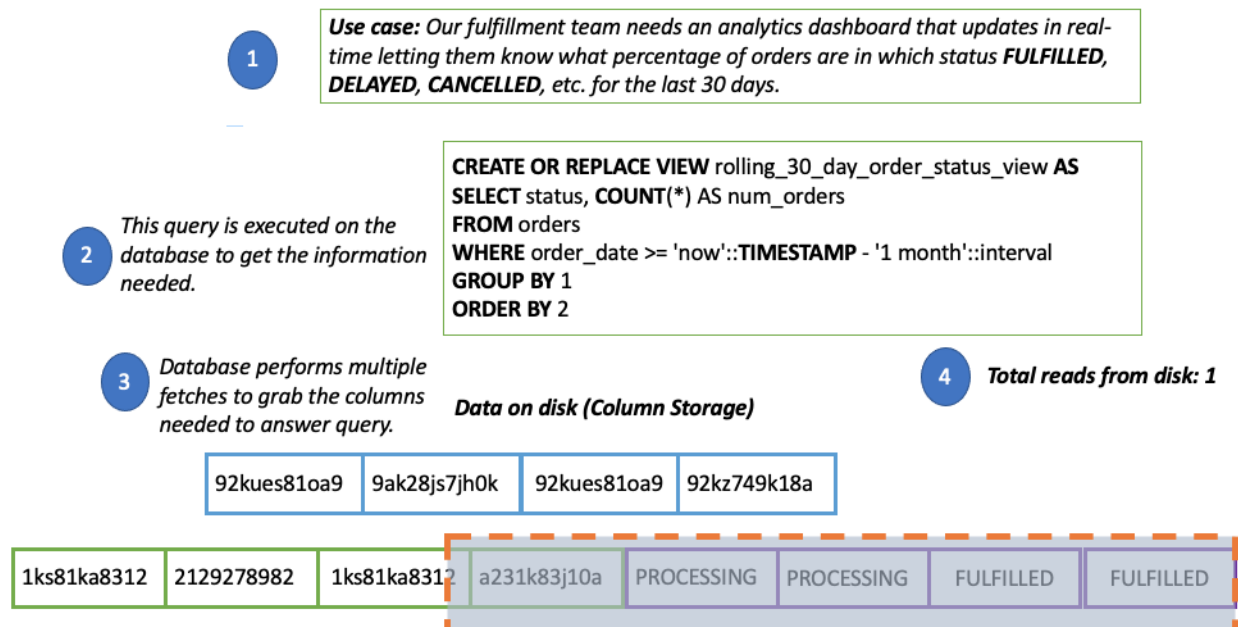 1
Use case: Our fulfillment team needs an analytics dashboard that updates in real-
time letting them know what percentage of orders are in which status FULFILLED,
DELAYED, CANCELLED, etc. for the last 30 days.
2
This query is executed on the
database to get the information
needed.
CREATE OR REPLACE VIEW rolling_30_day_order_status_view AS
SELECT status, COUNT(*) AS num_orders
FROM orders
WHERE order_date >= 'now'::TIMESTAMP - '1 month'::interval
GROUP BY 1
ORDER BY 2
3
Database performs multiple
fetches to grab the columns
needed to answer query.
4
Total reads from disk: 1
Data on disk (Column Storage)
92kues81oa9 9ak28js7jh0k 92kues81oa9 92kz749k18a
1ks81ka8312 2129278982 1ks81ka8312 a231k83j10a PROCESSING PROCESSING FULFILLED FULFILLED